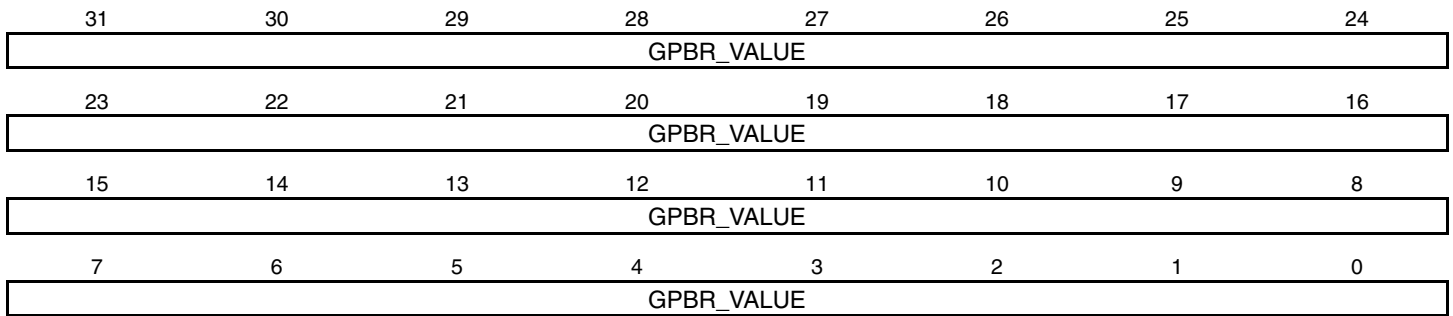 31 30 29 28 27 26 25 24
GPBR_VALUE
23 22 21 20 19 18 17 16
GPBR_VALUE
15 14 13 12 11 10 9 8
GPBR_VALUE
7 6 5 4 3 2 1 0
GPBR_VALUE